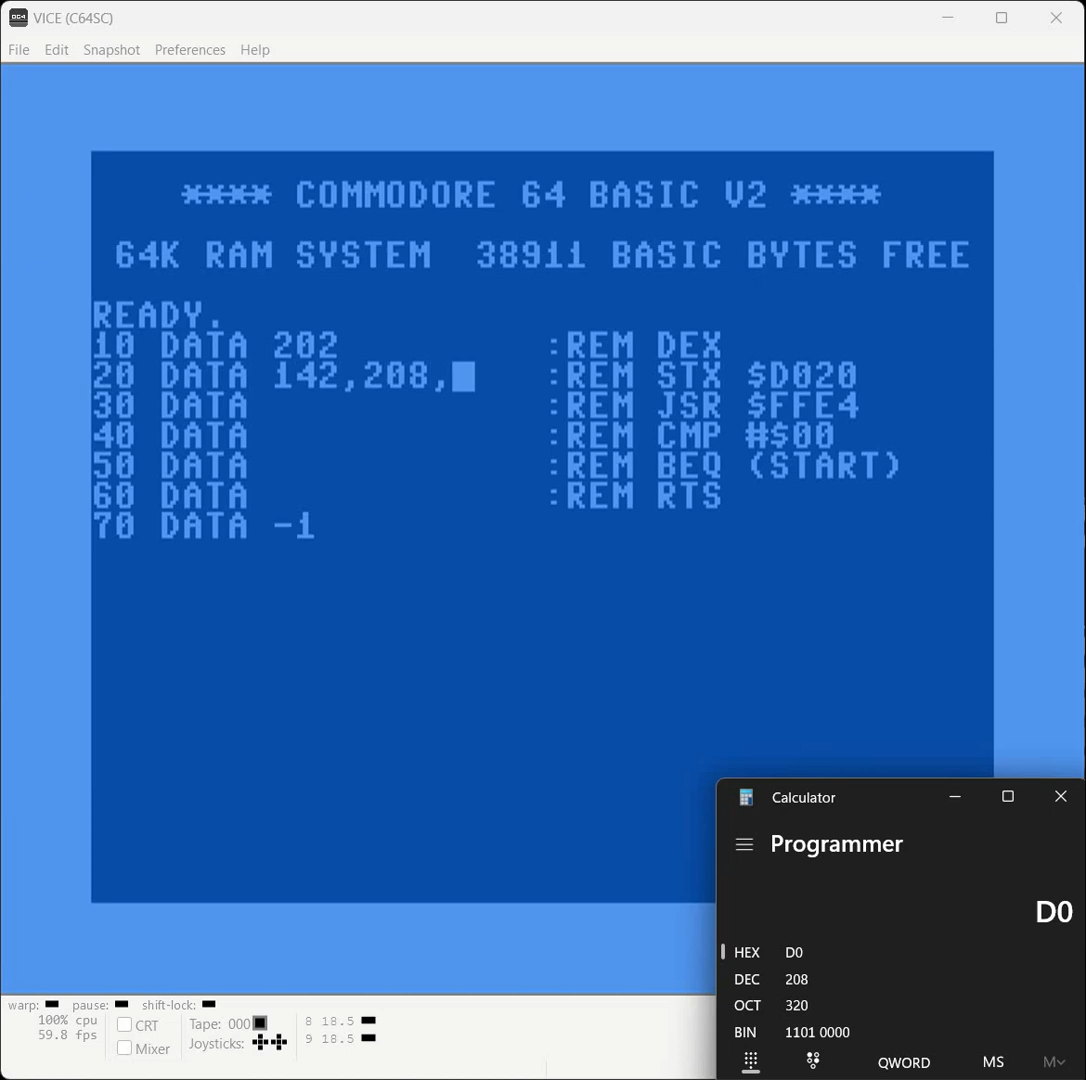 VICE (C64SC)
File Edit Snapshot Preferences Help
**** COMMODORE 64 BASIC V2 ****
64K RAM SYSTEM 38911 BASIC BYTES FREE
READY.
10 DATA 202 :REM DEX
20 DATA 142,208, :REM STX $D020
30 DATA :REM JSR $FFE4
40 DATA :REM CMP #$00
50 DATA :REM BEQ (START)
60 DATA :REM RTS
70 DATA -1
Calculator
Programmer
D0
HEX D0
DEC 208
OCT 320
BIN 1101 0000
QWORD MS M
warp: pause: shift-lock:
100% cpu
59.8 fps
CRT
Mixer
Tape: 000
Joysticks:
8 18.5
9 18.5